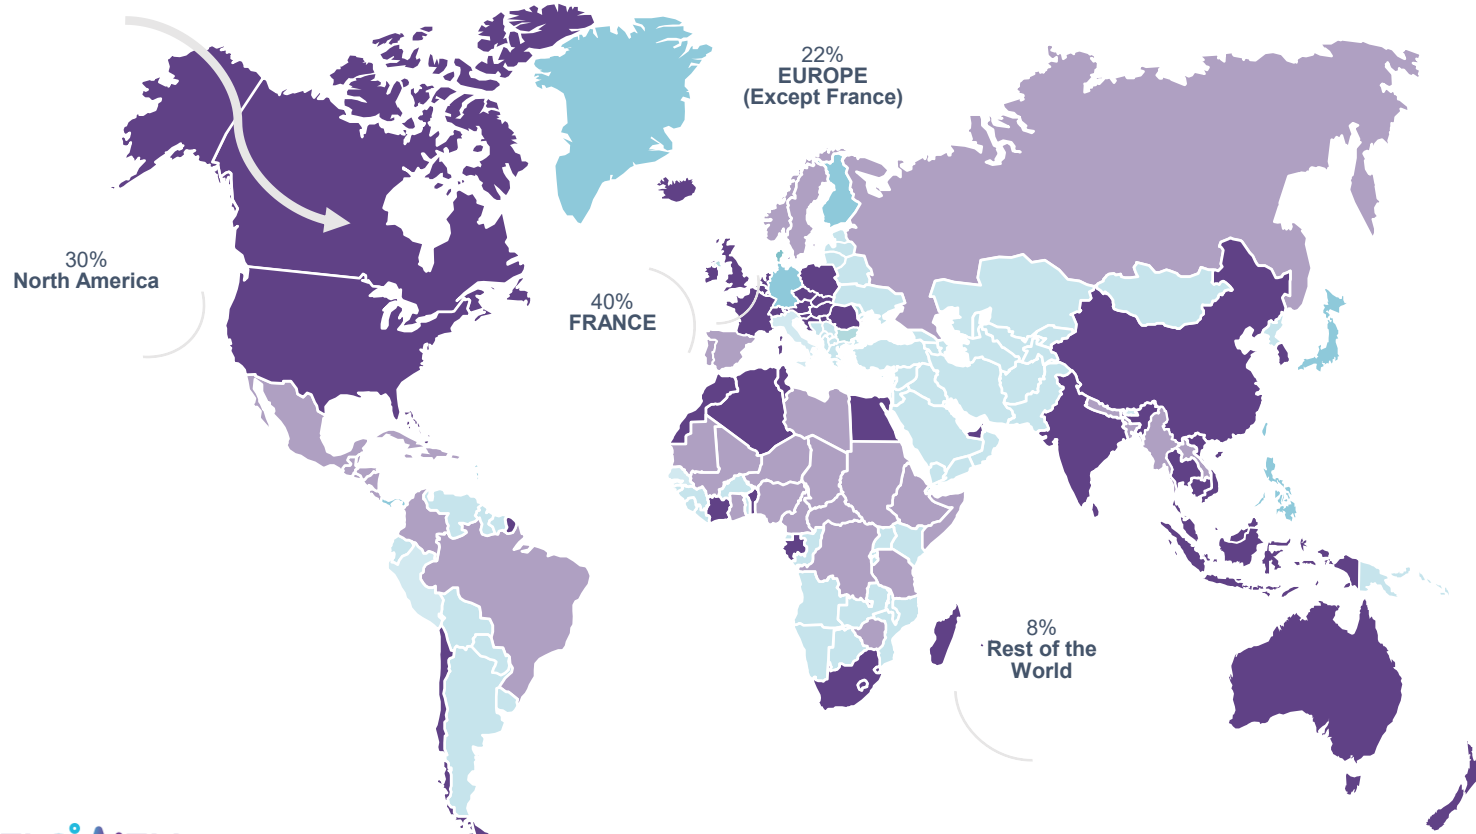 22%
EUROPE
(Except France)
30%
North America
40%
FRANCE
8%
Rest of the
World